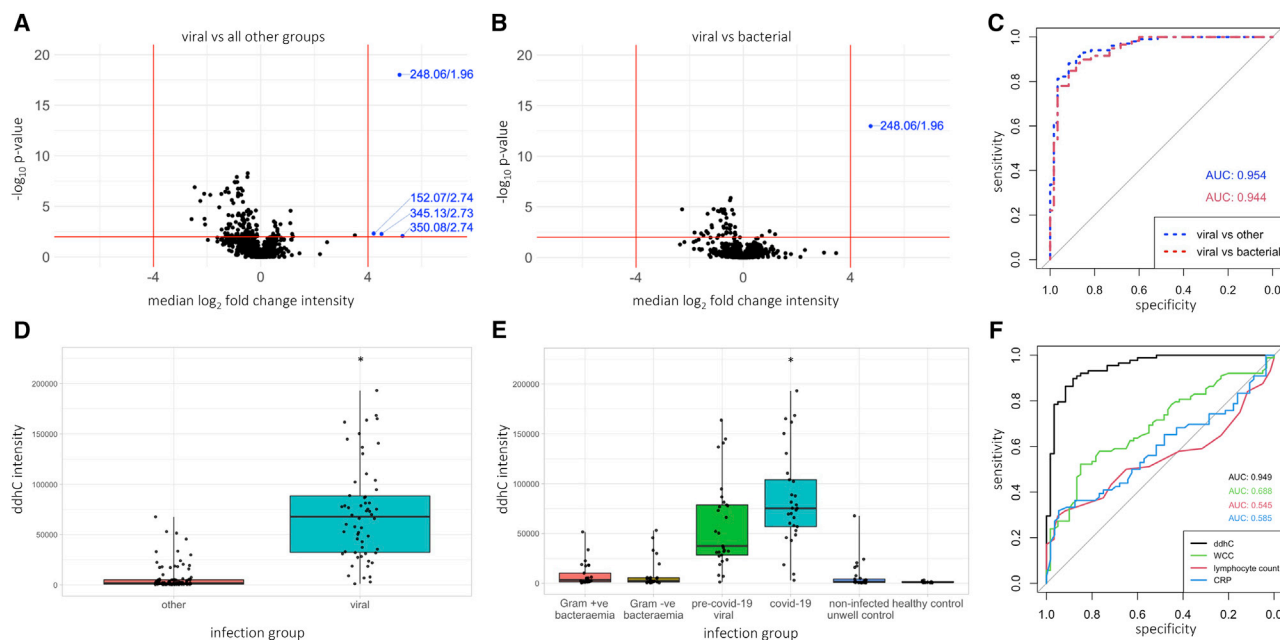 A
viral vs all other groups
20
15
10
5
0
-log10 p-value
248.06/1.96
152.07/2.74
345.13/2.73
350.08/2.74
-4
0
4
median log2 fold change intensity
B
viral vs bacterial
20
15
10
5
0
-log10 p-value
248.06/1.96
-4
0
4
median log2 fold change intensity
C
1.0
0.8
0.6
0.4
0.2
0.0
sensitivity
AUC: 0.954
AUC: 0.944
viral vs other
viral vs bacterial
1.0
0.8
0.6
0.4
0.2
0.0
specificity
D
200000
150000
100000
50000
0
ddhC intensity
*
other
viral
infection group
E
200000
150000
100000
50000
0
ddhC intensity
*
Gram +ve bacteraemia
Gram -ve bacteraemia
pre-covid-19 viral
covid-19
non-infected unwell control
healthy control
infection group
F
1.0
0.8
0.6
0.4
0.2
0.0
sensitivity
AUC: 0.949
AUC: 0.688
AUC: 0.545
AUC: 0.585
ddhC
WCC
lymphocyte count
CRP
1.0
0.8
0.6
0.4
0.2
0.0
specificity